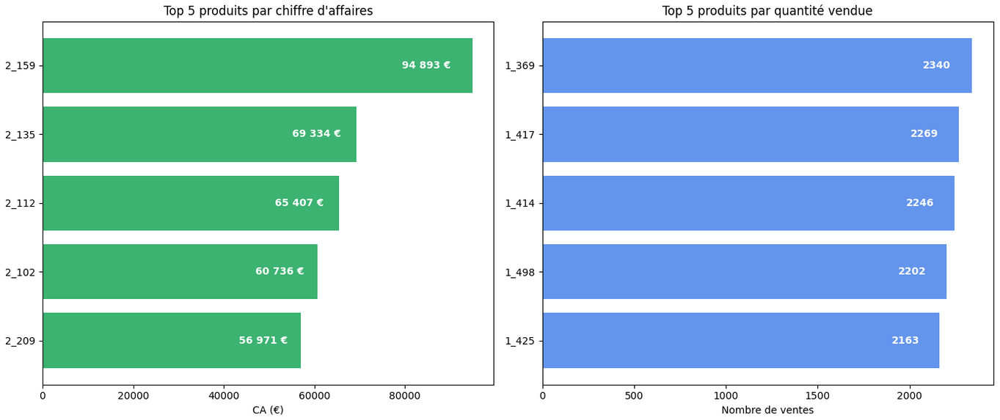 Top 5 produits par chiffre d'affaires
2_159
94 893 €
2_135
69 334 €
2_112
65 407 €
2_102
60 736 €
2_209
56 971 €
0 20000 40000 60000 80000
CA (€)
Top 5 produits par quantité vendue
1_369
2340
1_417
2269
1_414
2246
1_498
2202
1_425
2163
0 500 1000 1500 2000
Nombre de ventes